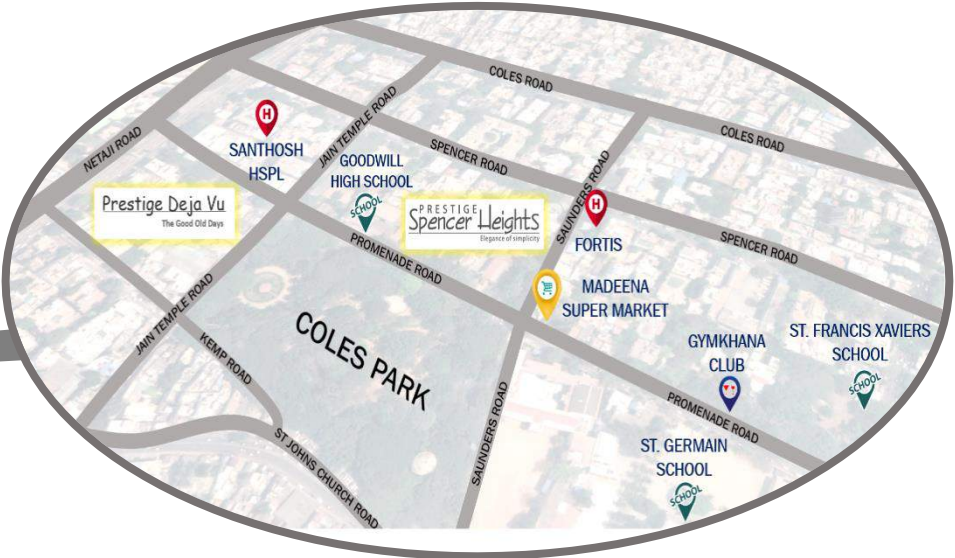 COLES ROAD
COLES ROAD
NETAJI ROAD
JAIN TEMPLE ROAD
SANTHOSH
HSPL
GOODWILL
HIGH SCHOOL
SCHOOL
SPENCER ROAD
SAUNDERS ROAD
H
H
FORTIS
Prestige Deja Vu
The Good Old Days
PRESTIGE
Spencer Heights
Elegance of simplicity
SPENCER ROAD
PROMENADE ROAD
MADEENA
SUPER MARKET
JAIN TEMPLE ROAD
KEMP ROAD
COLES PARK
GYMKHANA
CLUB
ST. FRANCIS XAVIERS
SCHOOL
SCHOOL
PROMENADE ROAD
SAUNDERS ROAD
ST JOHNS CHURCH ROAD
ST. GERMAIN
SCHOOL
SCHOOL